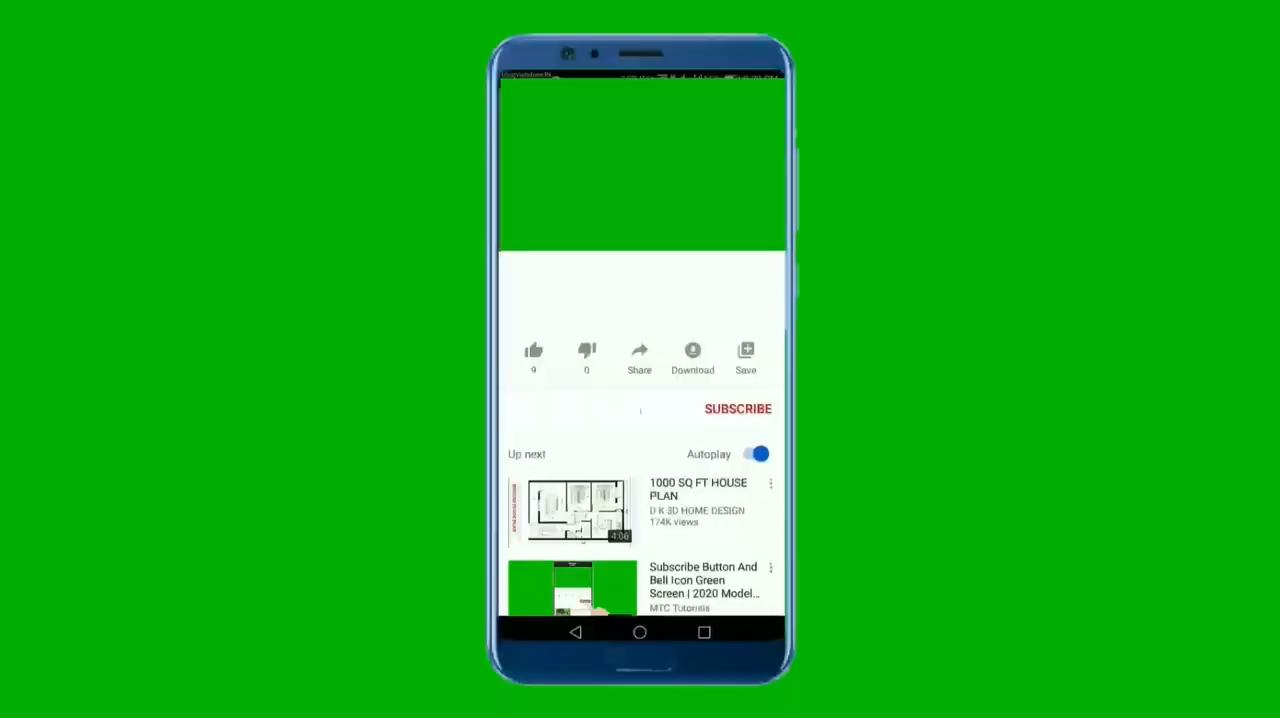 9
0
Share
Download
Save
SUBSCRIBE
Up next
Autoplay
1000 SQ FT HOUSE
PLAN
D K 3D HOME DESIGN
174K views
4:06
Subscribe Button And
Bell Icon Green
Screen | 2020 Model...
MTC Tutorials